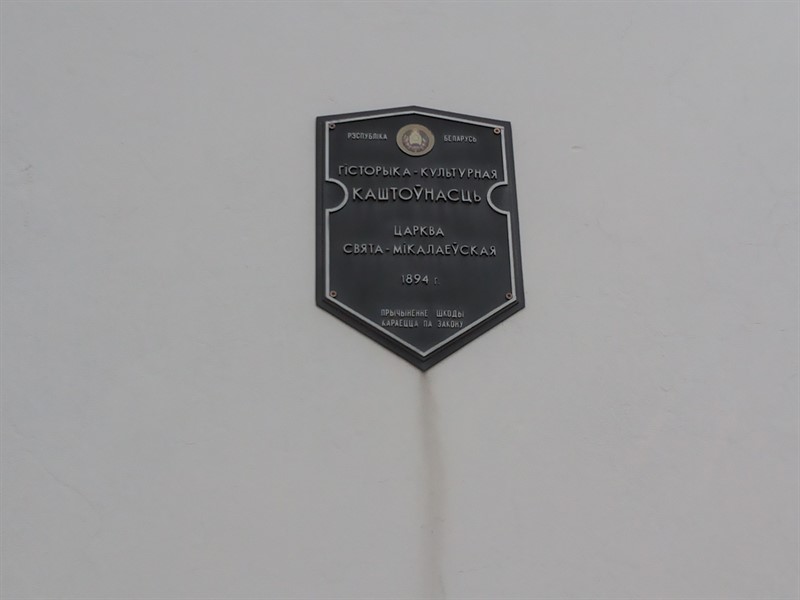 РЭСПУБЛІКА БЕЛАРУСЬ
ГІСТОРЫКА-КУЛЬТУРНАЯ
КАШТОЎНАСЦЬ
ЦАРКВА
СВЯТА-МІКАЛАЕЎСКАЯ
1894 г.
ПРЫЧЫНЕННЕ ШКОДЫ
КАРАЕЦЦА ПА ЗАКОНУ